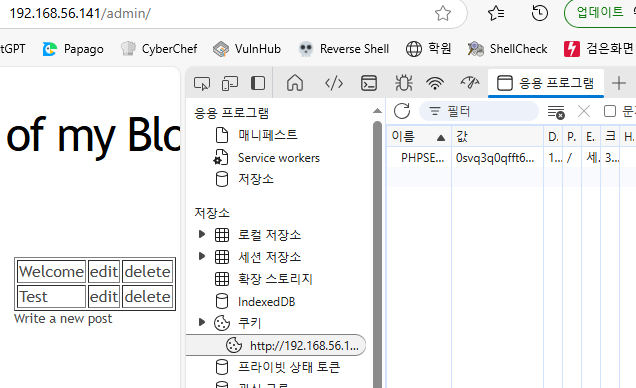 192.168.56.141/admin/
업데이트
tGPT Papago CyberChef VulnHub Reverse Shell 학원 ShellCheck 검은화면
응용 프로그램
of my Blo
응용 프로그램
매니페스트
Service workers
저장소
저장소
로컬 저장소
세션 저장소
확장 스토리지
IndexedDB
쿠키
http://192.168.56.1...
프라이빗 상태 토큰
필터
이름 값 D. P. E. 크 H.
PHPSE... 0svq3q0qfft6... 1... / 세. 3...
Welcome edit delete
Test edit delete
Write a new post